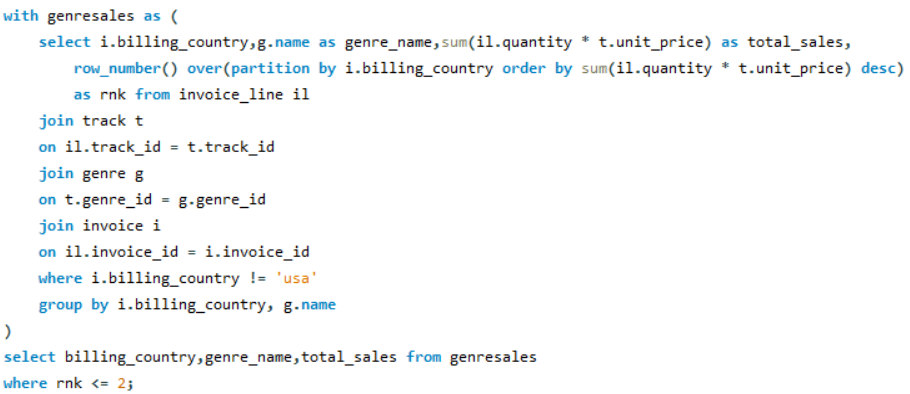 with genresales as (
    select i.billing_country,g.name as genre_name,sum(il.quantity * t.unit_price) as total_sales,
        row_number() over(partition by i.billing_country order by sum(il.quantity * t.unit_price) desc)
        as rnk from invoice_line il
    join track t
    on il.track_id = t.track_id
    join genre g
    on t.genre_id = g.genre_id
    join invoice i
    on il.invoice_id = i.invoice_id
    where i.billing_country != 'usa'
    group by i.billing_country, g.name
)
select billing_country,genre_name,total_sales from genresales
where rnk <= 2;